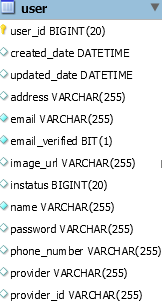 user
user_id BIGINT(20)
created_date DATETIME
updated_date DATETIME
address VARCHAR(255)
email VARCHAR(255)
email_verified BIT(1)
image_url VARCHAR(255)
instatus BIGINT(20)
name VARCHAR(255)
password VARCHAR(255)
phone_number VARCHAR(255)
provider VARCHAR(255)
provider_id VARCHAR(255)